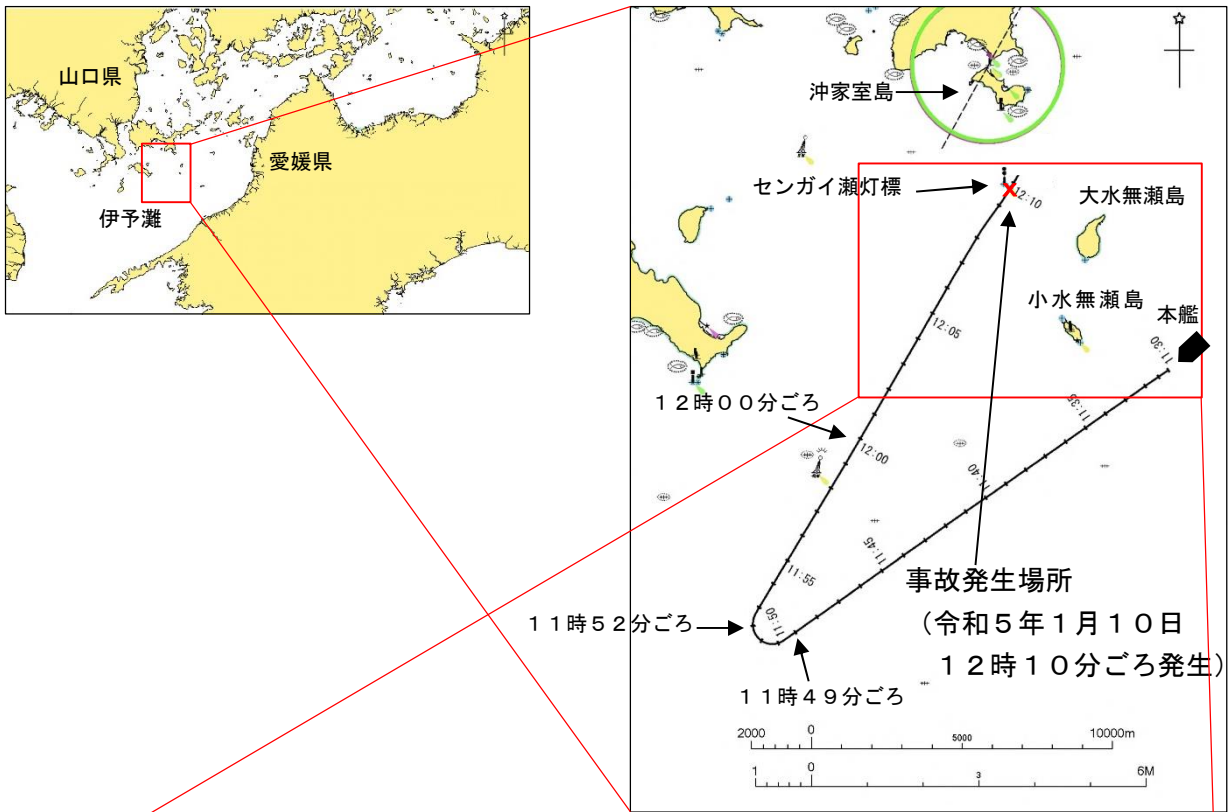 山口県
愛媛県
伊予灘
沖家室島
センガイ瀬灯標
12:10
大水無瀬島
小水無瀬島
本艦
11:30
12:05
11:35
12時00分ごろ
12:00
11:40
11:45
11:55
事故発生場所
(令和5年1月10日
12時10分ごろ発生)
11:50
11時52分ごろ
11時49分ごろ
2000 0 5000 10000m
1 0 3 6M